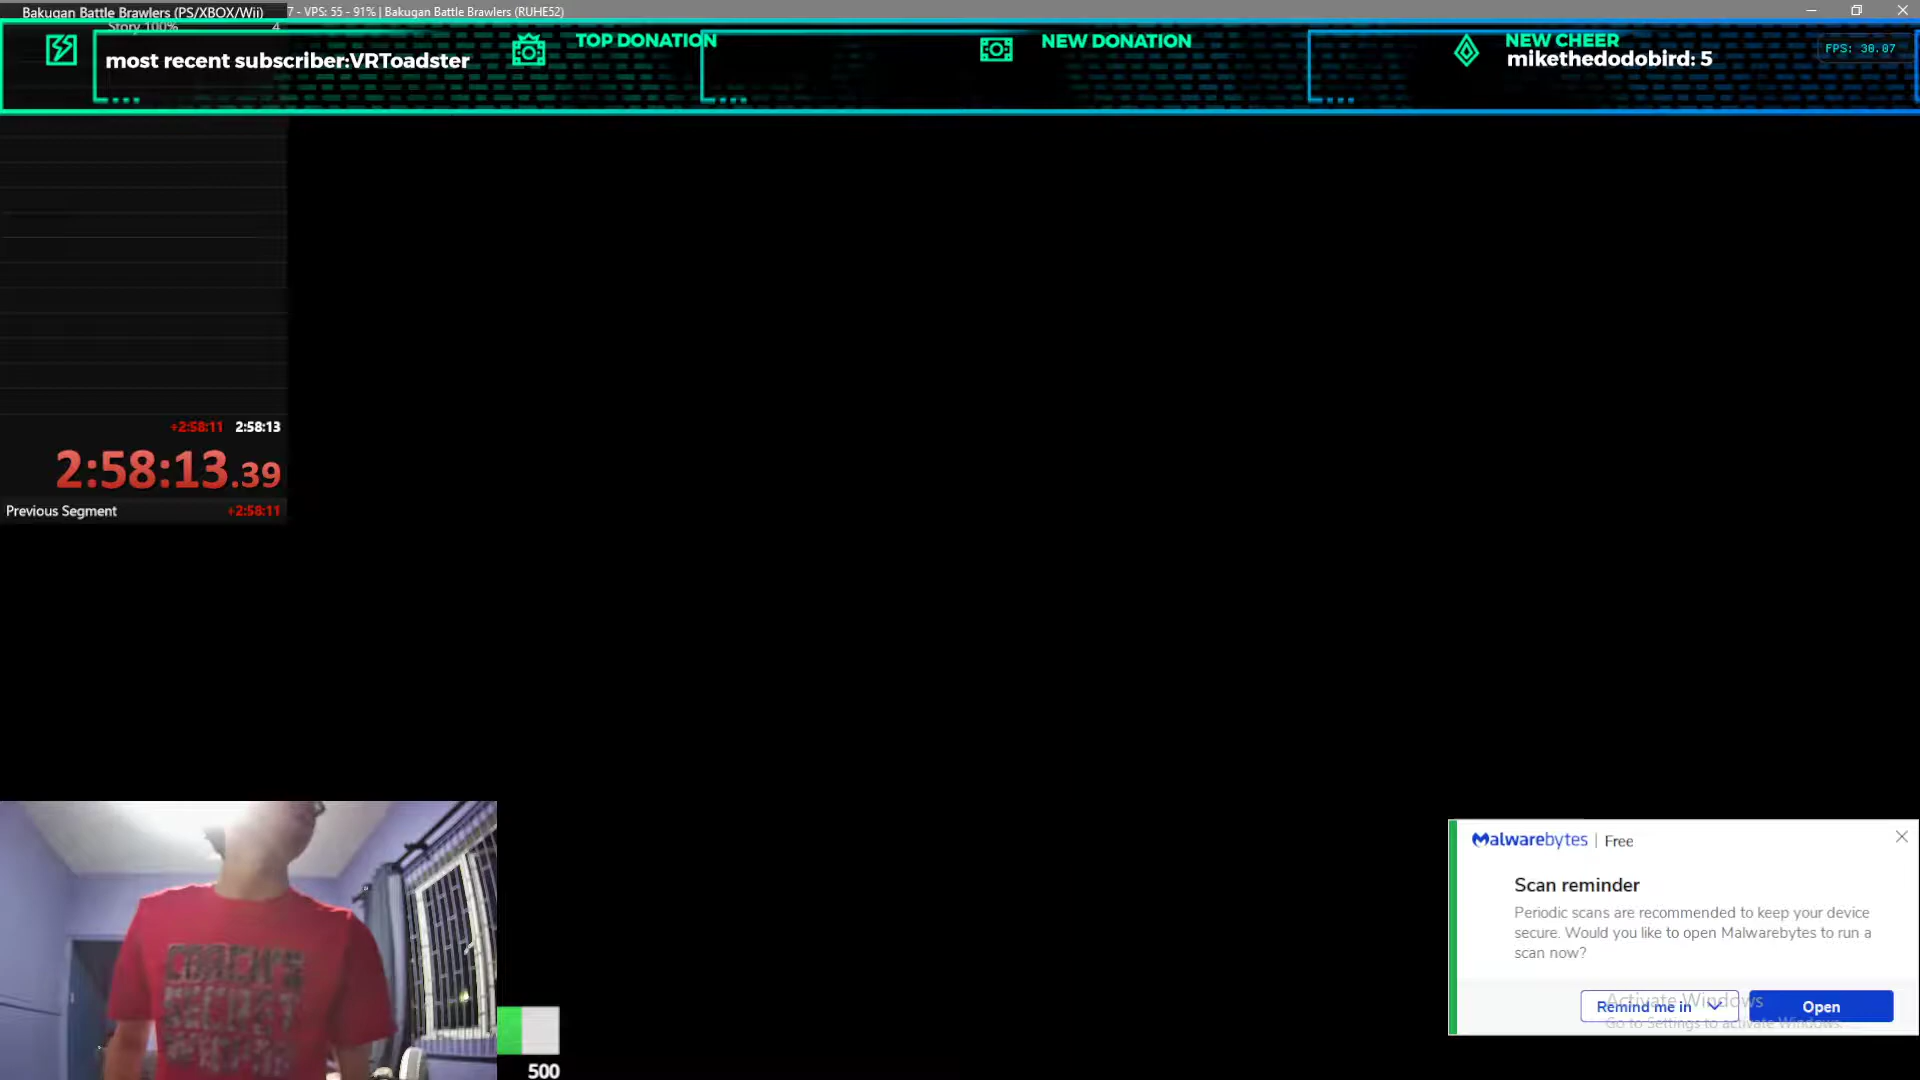 Bakugan Battle Brawlers (PS/XBOX/Wii)
7 - VPS: 55 - 91% | Bakugan Battle Brawlers (RUHE52)
Story 100%
4
most recent subscriber:VRToadster
TOP DONATION
NEW DONATION
NEW CHEER
mikethedodobird: 5
FPS: 30.07
+2:58:11 2:58:13
2:58:13.39
Previous Segment +2:58:11
Malwarebytes | Free
Scan reminder
Periodic scans are recommended to keep your device
secure. Would you like to open Malwarebytes to run a
scan now?
Remind me in
Open
Activate Windows
Go to Settings to activate Windows.
500